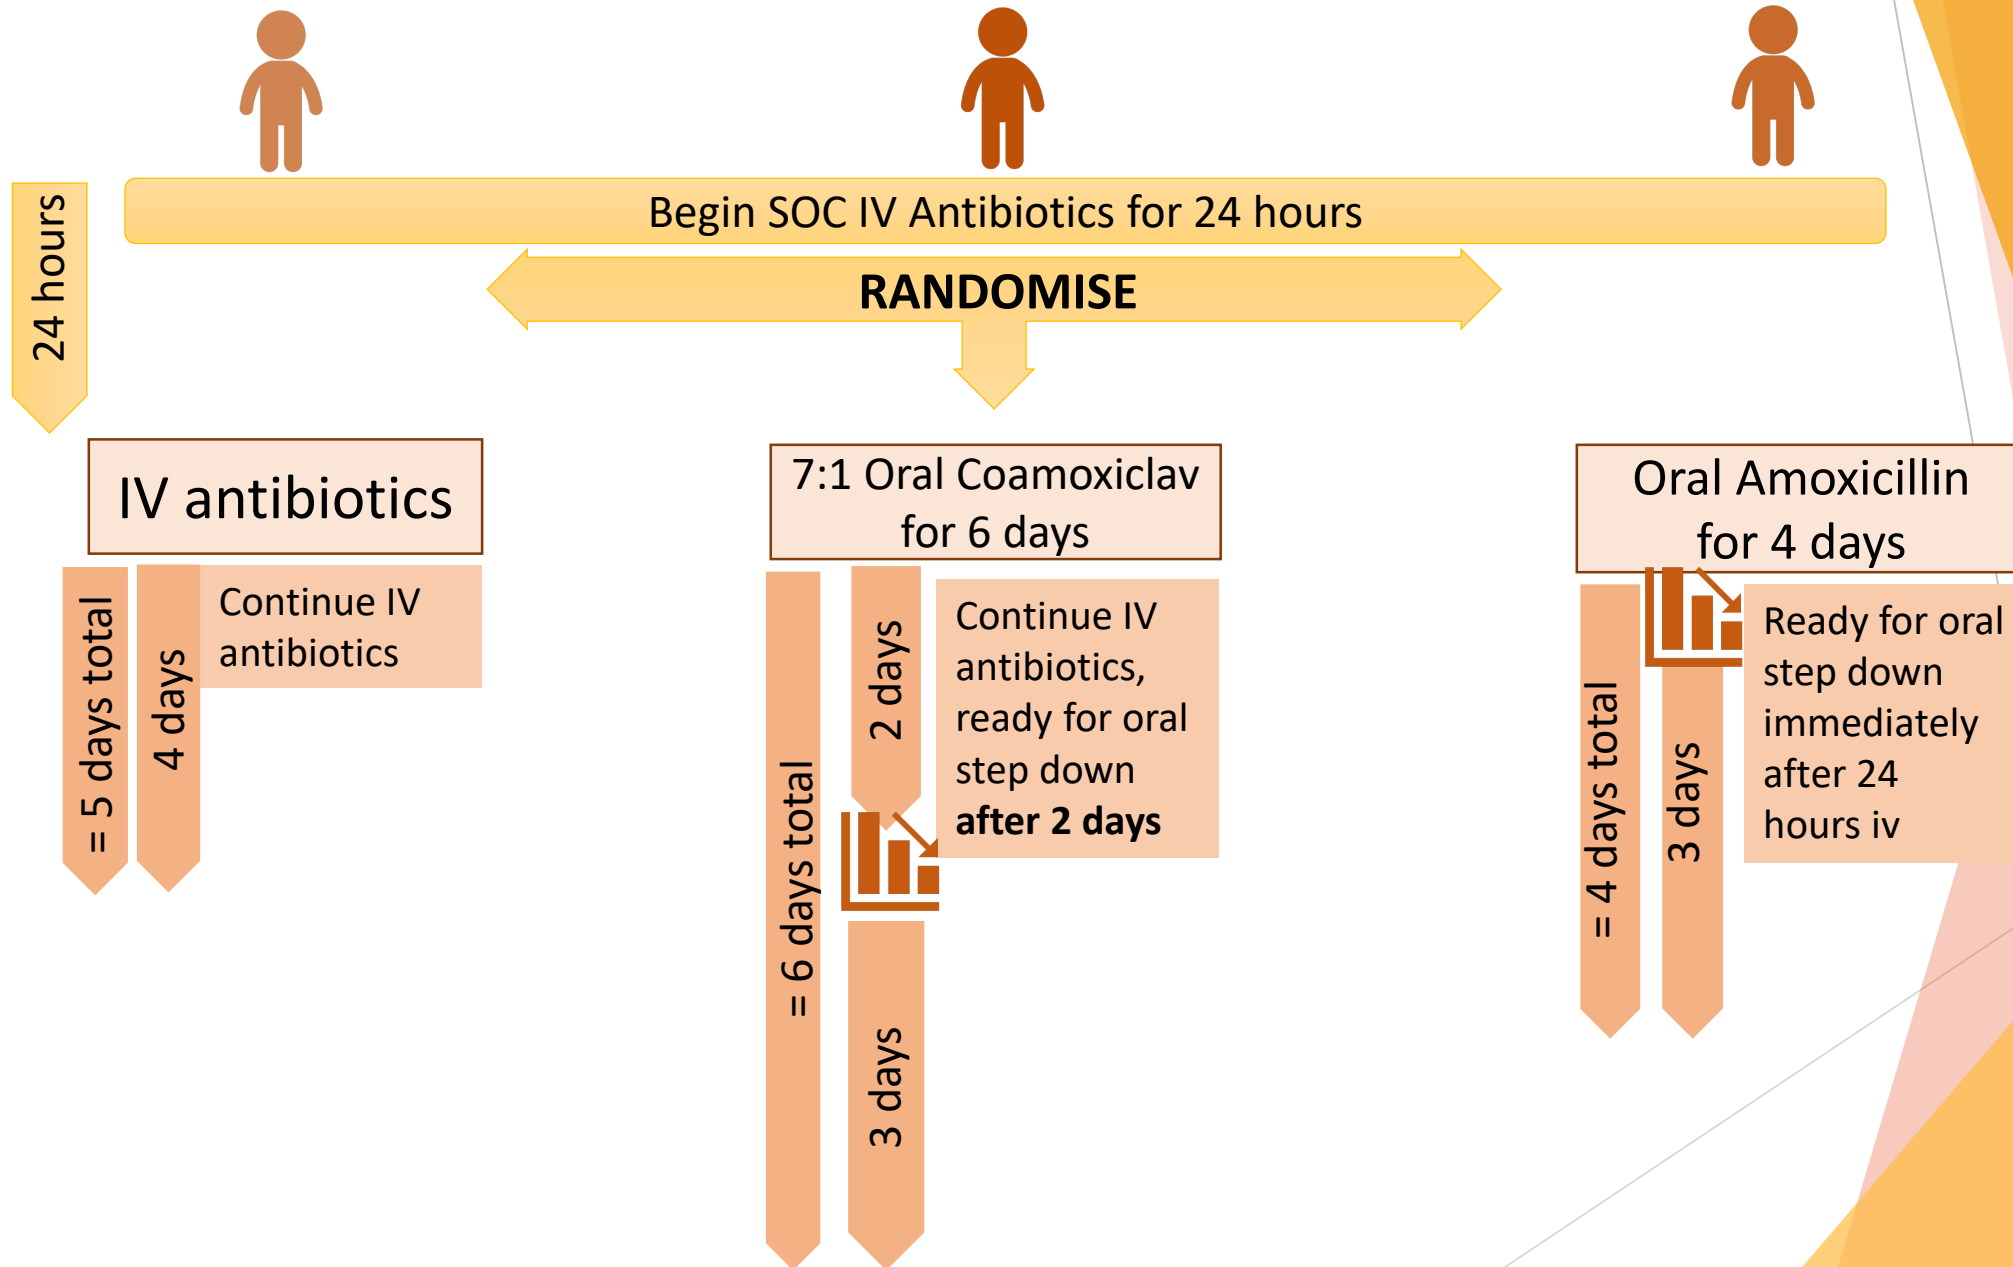 24 hours
Begin SOC IV Antibiotics for 24 hours
RANDOMISE
IV antibiotics
= 5 days total
4 days
Continue IV
antibiotics
7:1 Oral Coamoxiclav
for 6 days
= 6 days total
2 days
Continue IV
antibiotics,
ready for oral
step down
after 2 days
3 days
Oral Amoxicillin
for 4 days
= 4 days total
3 days
Ready for oral
step down
immediately
after 24
hours iv